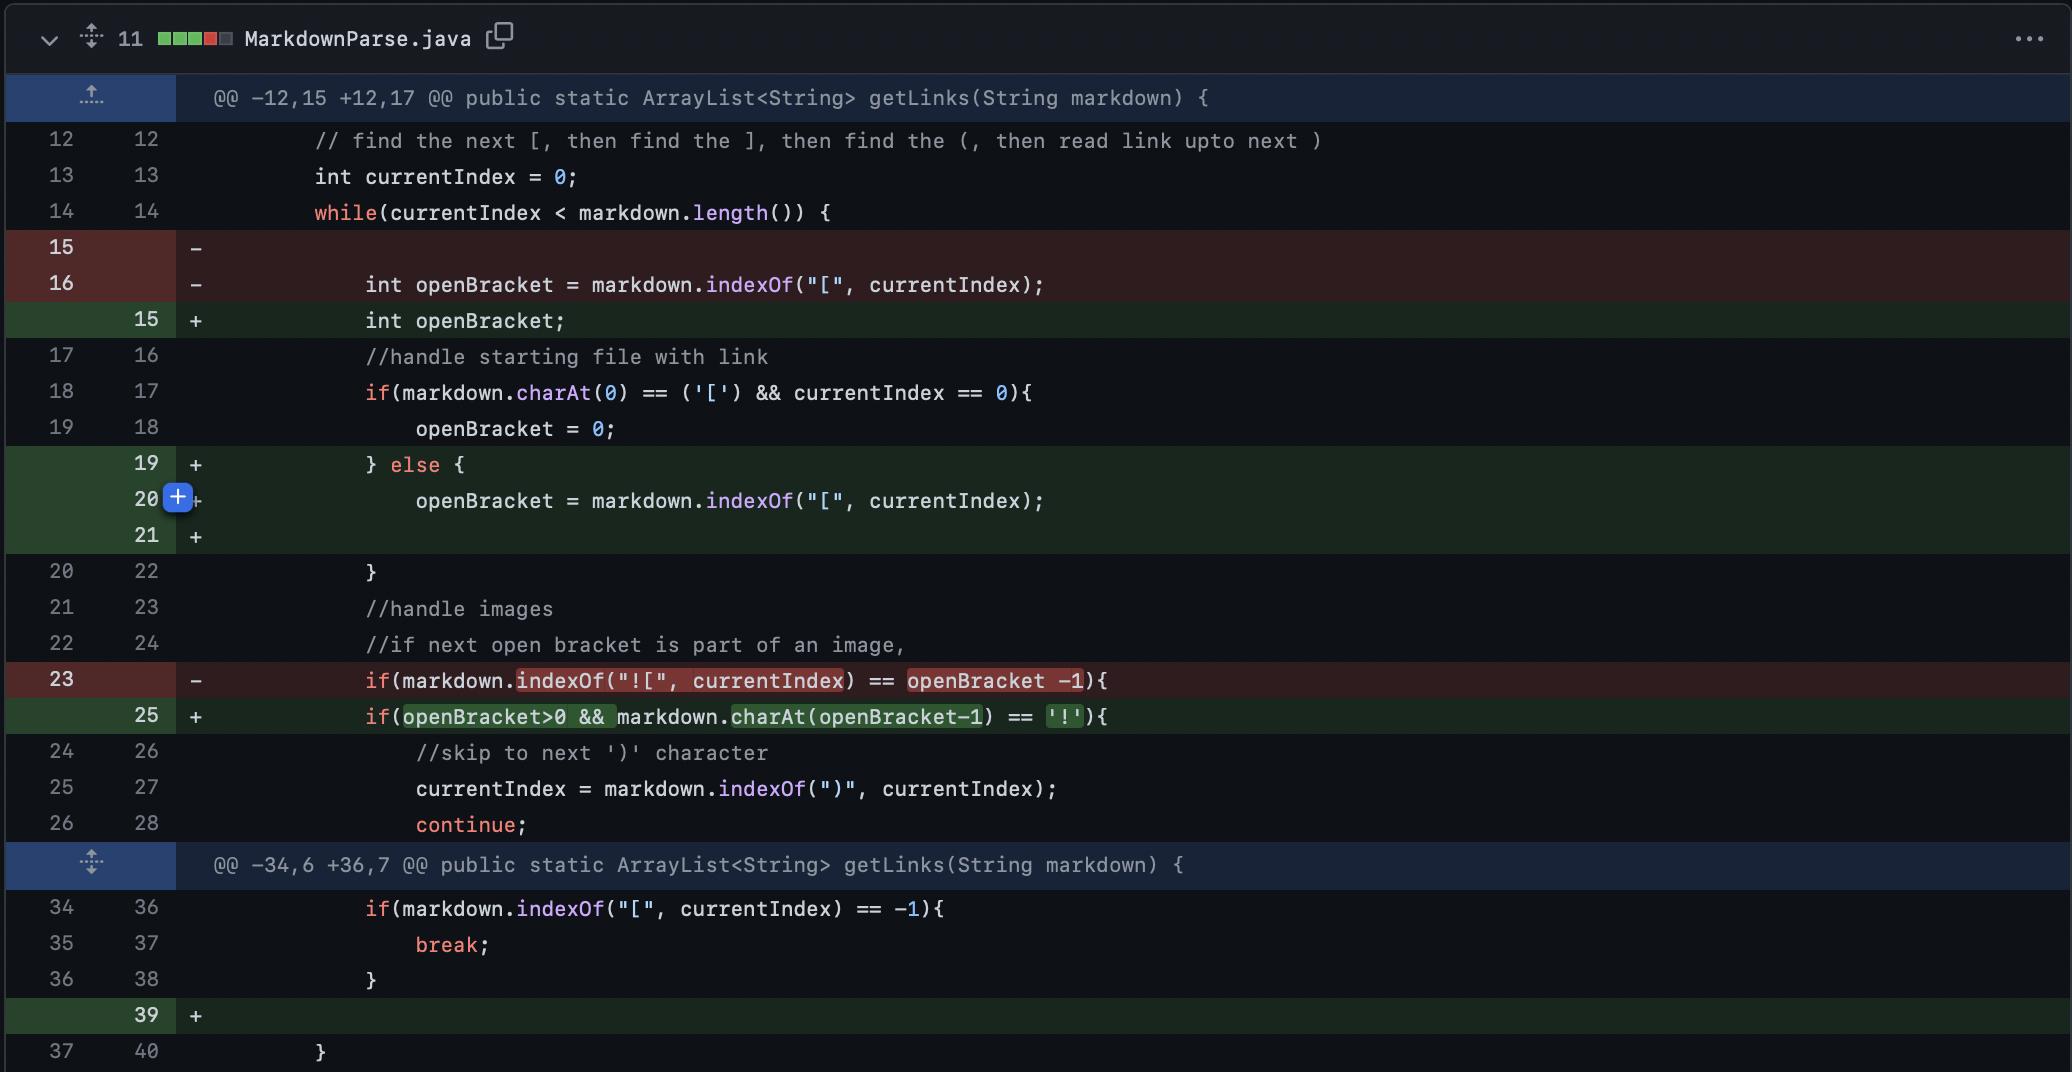 11 MarkdownParse.java
@@ -12,15 +12,17 @@ public static ArrayList<String> getLinks(String markdown) {
12 12 // find the next [, then find the ], then find the (, then read link upto next )
13 13 int currentIndex = 0;
14 14 while(currentIndex < markdown.length()) {
15 -
16 - int openBracket = markdown.indexOf("[", currentIndex);
15 + int openBracket;
17 16 //handle starting file with link
18 17 if(markdown.charAt(0) == ('[') && currentIndex == 0){
19 18 openBracket = 0;
19 + } else {
20 + openBracket = markdown.indexOf("[", currentIndex);
21 +
20 22 }
21 23 //handle images
22 24 //if next open bracket is part of an image,
23 - if(markdown.indexOf("![", currentIndex) == openBracket -1){
25 + if(openBracket>0 && markdown.charAt(openBracket-1) == '!'){
24 26 //skip to next ')' character
25 27 currentIndex = markdown.indexOf(")", currentIndex);
26 28 continue;
@@ -34,6 +36,7 @@ public static ArrayList<String> getLinks(String markdown) {
34 36 if(markdown.indexOf("[", currentIndex) == -1){
35 37 break;
36 38 }
39 +
37 40 }